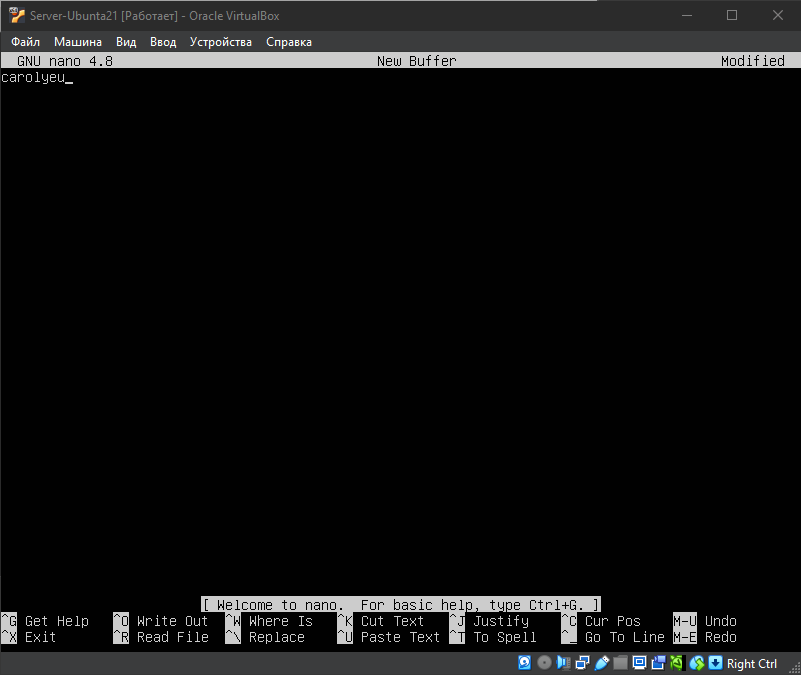 Server-Ubunta21 [Работает] - Oracle VirtualBox
Файл Машина Вид Ввод Устройства Справка
GNU nano 4.8 New Buffer Modified
carolyeu_
[ Welcome to nano. For basic help, type Ctrl+G. ]
^G Get Help ^O Write Out ^W Where Is ^K Cut Text ^J Justify ^C Cur Pos M-U Undo
^X Exit ^R Read File ^\ Replace ^U Paste Text ^T To Spell ^_ Go To Line M-E Redo
Right Ctrl